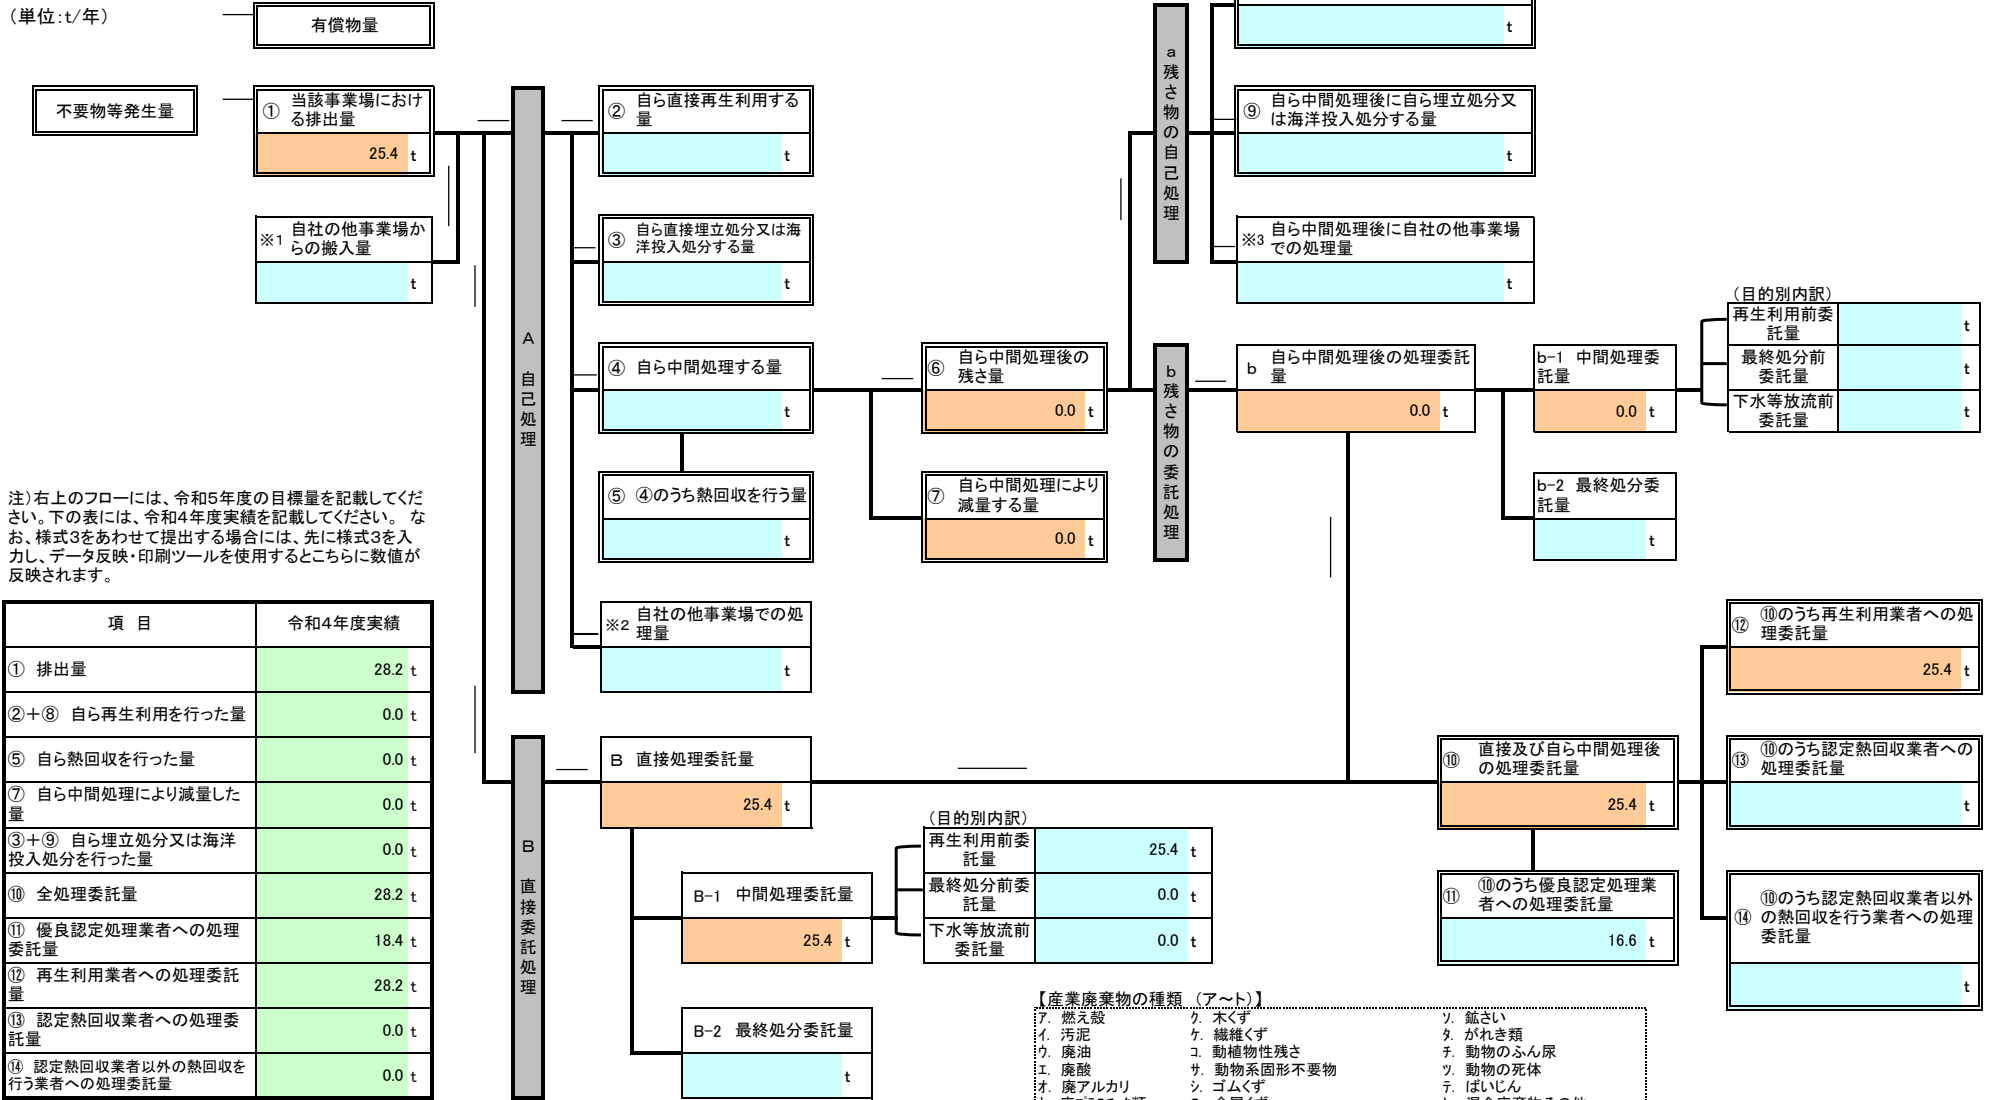 （単位:t/年）
有償物量
不要物等発生量
① 当該事業場におけ
る排出量
25.4 t
※1 自社の他事業場か
らの搬入量
t
A 自己処理
② 自ら直接再生利用する
量
t
③ 自ら直接埋立処分又は海
洋投入処分する量
t
④ 自ら中間処理する量
t
⑤ ④のうち熱回収を行う量
t
※2 自社の他事業場での処
理量
t
⑥ 自ら中間処理後の
残さ量
0.0 t
⑦ 自ら中間処理により
減量する量
0.0 t
a 残さ物の自己処理
t
⑨ 自ら中間処理後に自ら埋立処分又
は海洋投入処分する量
t
※3 自ら中間処理後に自社の他事業場
での処理量
t
b 残さ物の委託処理
b 自ら中間処理後の処理委託
量
0.0 t
b-1 中間処理委
託量
0.0 t
b-2 最終処分委
託量
t
（目的別内訳）
再生利用前委
託量
t
最終処分前
委託量
t
下水等放流前
委託量
t
注）右上のフローには、令和５年度の目標量を記載してくだ
さい。下の表には、令和４年度実績を記載してください。 な
お、様式３をあわせて提出する場合には、先に様式３を入
力し、データ反映・印刷ツールを使用するとこちらに数値が
反映されます。
項 目 令和４年度実績
① 排出量 28.2 t
②＋⑧ 自ら再生利用を行った量 0.0 t
⑤ 自ら熱回収を行った量 0.0 t
⑦ 自ら中間処理により減量した
量 0.0 t
③＋⑨ 自ら埋立処分又は海洋
投入処分を行った量 0.0 t
⑩ 全処理委託量 28.2 t
⑪ 優良認定処理業者への処理
委託量 18.4 t
⑫ 再生利用業者への処理委託
量 28.2 t
⑬ 認定熱回収業者への処理委
託量 0.0 t
⑭ 認定熱回収業者以外の熱回収を
行う業者への処理委託量 0.0 t
B 直接委託処理
B 直接処理委託量
25.4 t
B-1 中間処理委託量
25.4 t
B-2 最終処分委託量
t
（目的別内訳）
再生利用前委
託量 25.4 t
最終処分前委
託量 0.0 t
下水等放流前
委託量 0.0 t
⑩ 直接及び自ら中間処理後
の処理委託量
25.4 t
⑪ ⑩のうち優良認定処理業
者への処理委託量
16.6 t
⑫ ⑩のうち再生利用業者への処
理委託量
25.4 t
⑬ ⑩のうち認定熱回収業者への
処理委託量
t
⑭ ⑩のうち認定熱回収業者以外
の熱回収を行う業者への処理
委託量
t
【産業廃棄物の種類 （ア～ト）】
ｱ. 燃え殻 ｸ. 木くず ｿ. 鉱さい
ｲ. 汚泥 ｹ. 繊維くず ﾀ. がれき類
ｳ. 廃油 ｺ. 動植物性残さ ﾁ. 動物のふん尿
ｴ. 廃酸 ｻ. 動物系固形不要物 ﾂ. 動物の死体
ｵ. 廃アルカリ ｼ. ゴムくず ﾃ. ばいじん